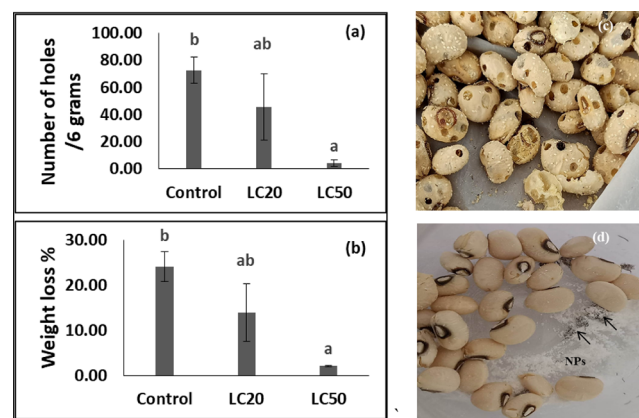 (a)
Number of holes
/6 grams
100.00
80.00
60.00
40.00
20.00
0.00
b
ab
a
Control
LC20
LC50
(b)
Weight loss %
30.00
20.00
10.00
0.00
b
ab
a
Control
LC20
LC50
(c)
(d)
NPs